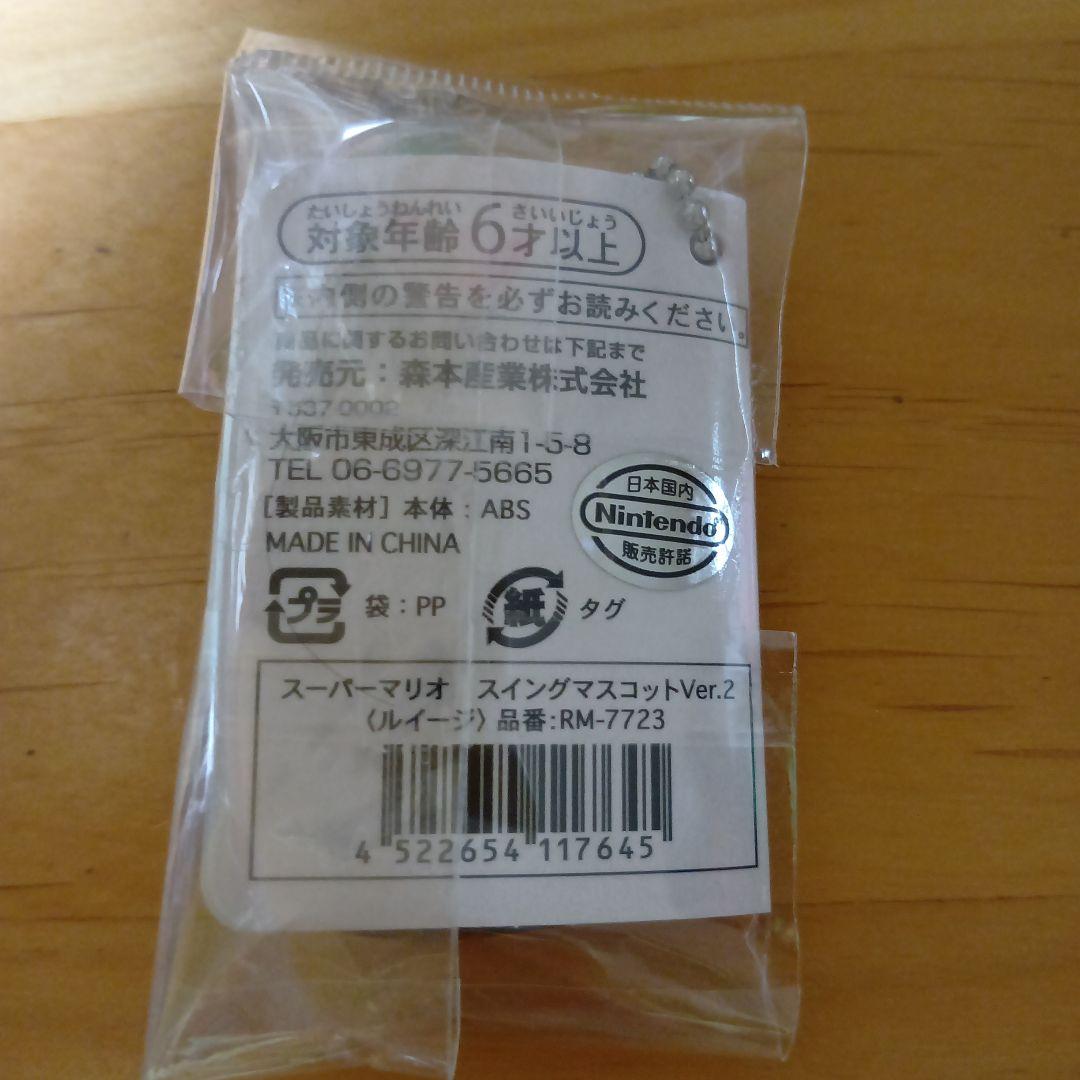 たいしょうねんれい さいいじょう
対象年齢6才以上
側の警告を必ずお読みください。
商品に関するお問い合わせは下記まで
発売元：森本産業株式会社
〒537-0002
大阪市東成区深江南1-5-8
TEL 06-6977-5665
[製品素材] 本体：ABS
MADE IN CHINA
日本国内
Nintendo
販売許諾
プラ 袋：PP 紙 タグ
スーパーマリオ スイングマスコットVer.2
〈ルイージ〉品番:RM-7723
4 522654 117645